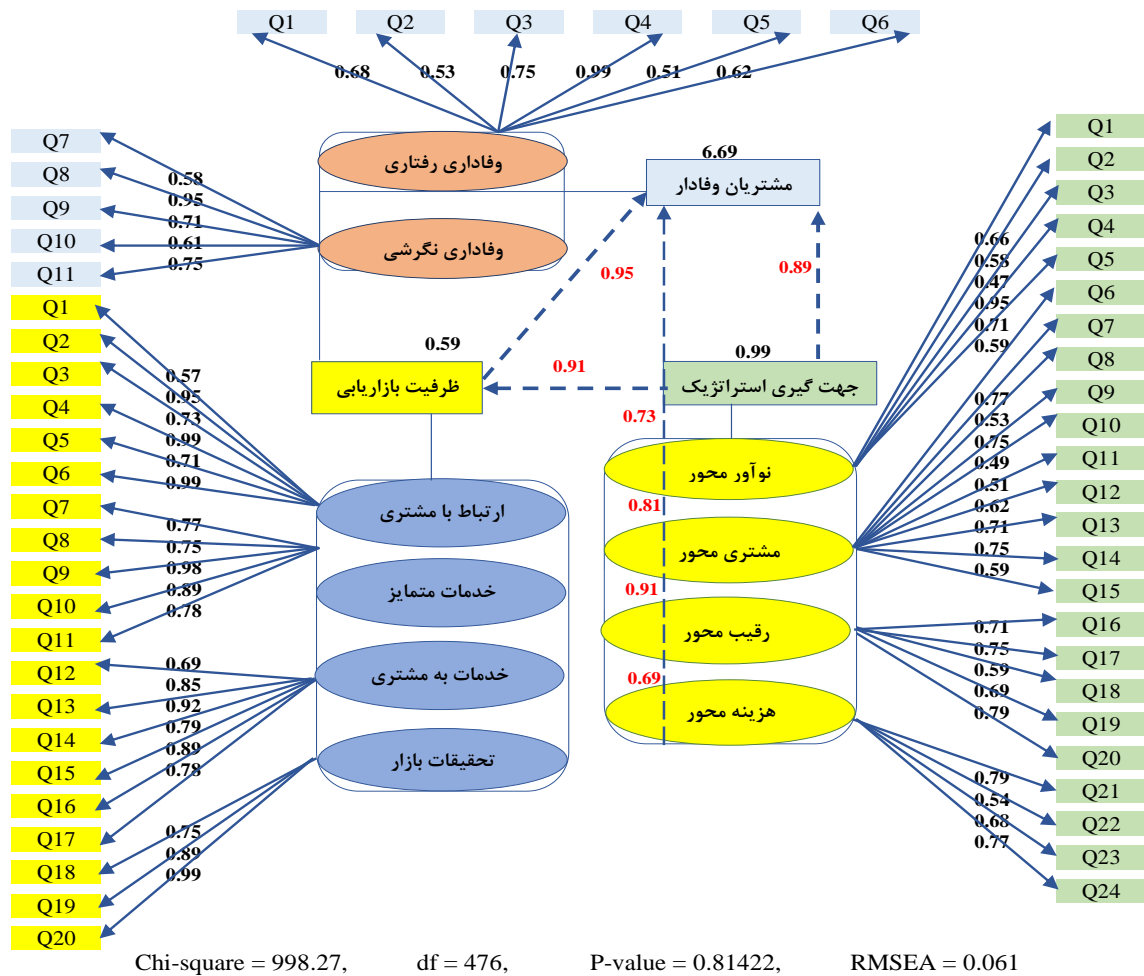 Q1 Q2 Q3 Q4 Q5 Q6
0.68 0.53 0.75 0.99 0.51 0.62
Q7
Q8
Q9
Q10
Q11
0.58
0.95
0.71
0.61
0.75
وفاداری رفتاری
وفاداری نگرشی
6.69
مشتریان وفادار
0.95
0.89
0.59
ظرفیت بازاریابی
0.91
0.99
جهت گیری استراتژیک
0.73
0.81
0.91
0.69
Q1
Q2
Q3
Q4
Q5
Q6
Q7
Q8
Q9
Q10
Q11
Q12
Q13
Q14
Q15
Q16
Q17
Q18
Q19
Q20
0.57
0.95
0.73
0.99
0.71
0.99
0.77
0.75
0.98
0.89
0.78
0.69
0.85
0.92
0.79
0.89
0.78
0.75
0.89
0.99
ارتباط با مشتری
خدمات متمایز
خدمات به مشتری
تحقیقات بازار
نوآور محور
مشتری محور
رقیب محور
هزینه محور
0.66
0.58
0.47
0.95
0.71
0.59
0.77
0.53
0.75
0.49
0.51
0.62
0.71
0.75
0.59
0.71
0.75
0.59
0.69
0.79
0.79
0.54
0.68
0.77
Q1
Q2
Q3
Q4
Q5
Q6
Q7
Q8
Q9
Q10
Q11
Q12
Q13
Q14
Q15
Q16
Q17
Q18
Q19
Q20
Q21
Q22
Q23
Q24
Chi-square = 998.27, df = 476, P-value = 0.81422, RMSEA = 0.061